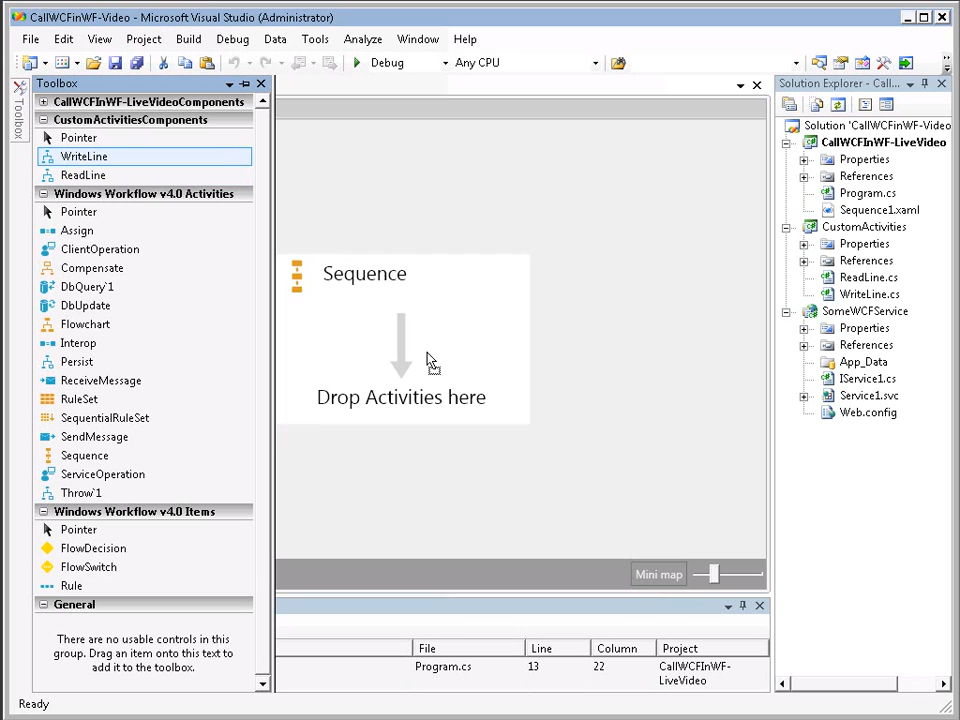 CallWCFinWF-Video - Microsoft Visual Studio (Administrator)
File Edit View Project Build Debug Data Tools Analyze Window Help
Debug Any CPU
Toolbox
Toolbox
CallWCFInWF-LiveVideoComponents
CustomActivitiesComponents
Pointer
WriteLine
ReadLine
Windows Workflow v4.0 Activities
Pointer
Assign
ClientOperation
Compensate
DbQuery`1
DbUpdate
Flowchart
Interop
Persist
ReceiveMessage
RuleSet
SequentialRuleSet
SendMessage
Sequence
ServiceOperation
Throw`1
Windows Workflow v4.0 Items
Pointer
FlowDecision
FlowSwitch
Rule
General
There are no usable controls in this
group. Drag an item onto this text to
add it to the toolbox.
Sequence
Drop Activities here
Mini map
File Line Column Project
Program.cs 13 22 CallWCFInWF-
LiveVideo
Solution Explorer - Call...
Solution 'CallWCFinWF-Video
CallWCFInWF-LiveVideo
Properties
References
Program.cs
Sequence1.xaml
CustomActivities
Properties
References
ReadLine.cs
WriteLine.cs
SomeWCFService
Properties
References
App_Data
IService1.cs
Service1.svc
Web.config
Ready